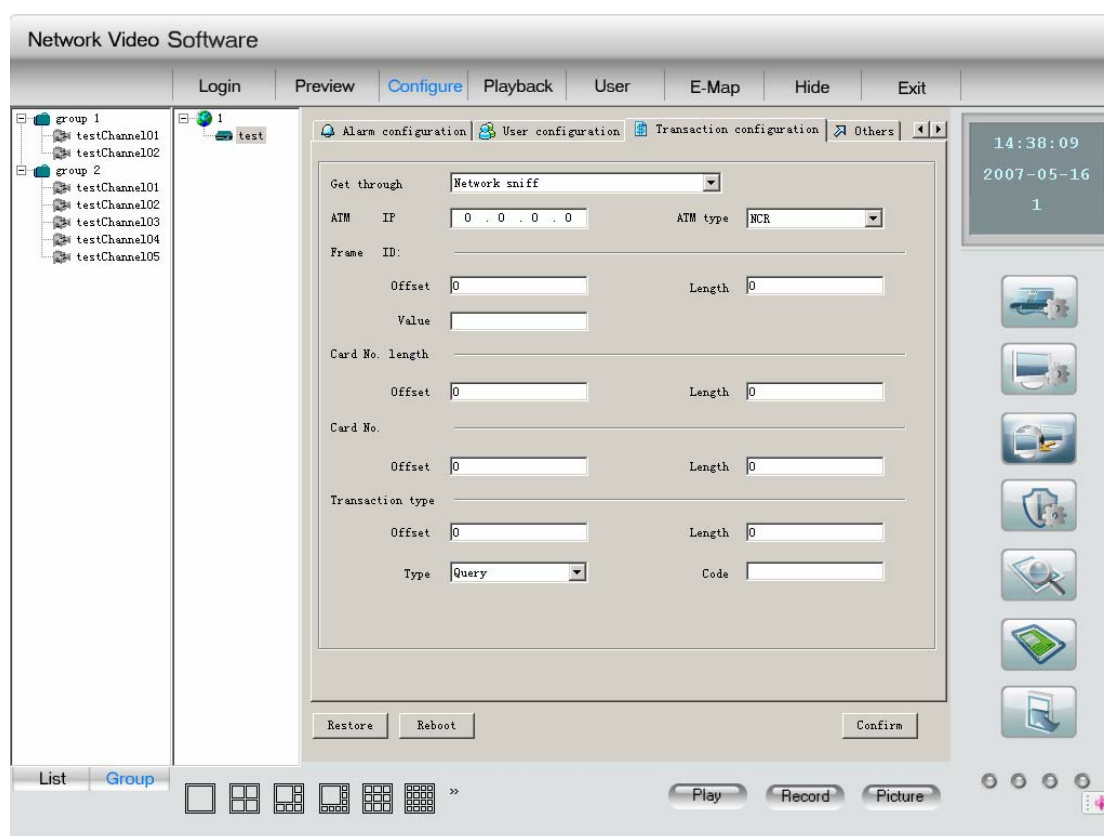 Network Video Software
Login Preview Configure Playback User E-Map Hide Exit
group 1
testChannel01
testChannel02
group 2
testChannel01
testChannel02
testChannel03
testChannel04
testChannel05
1
test
Alarm configuration User configuration Transaction configuration Others
Get through Network sniff
ATM IP 0 . 0 . 0 . 0 ATM type NCR
Frame ID:
Offset 0 Length 0
Value
Card No. length
Offset 0 Length 0
Card No.
Offset 0 Length 0
Transaction type
Offset 0 Length 0
Type Query Code
Restore Reboot Confirm
14:38:09
2007-05-16
1
List Group
»
Play Record Picture